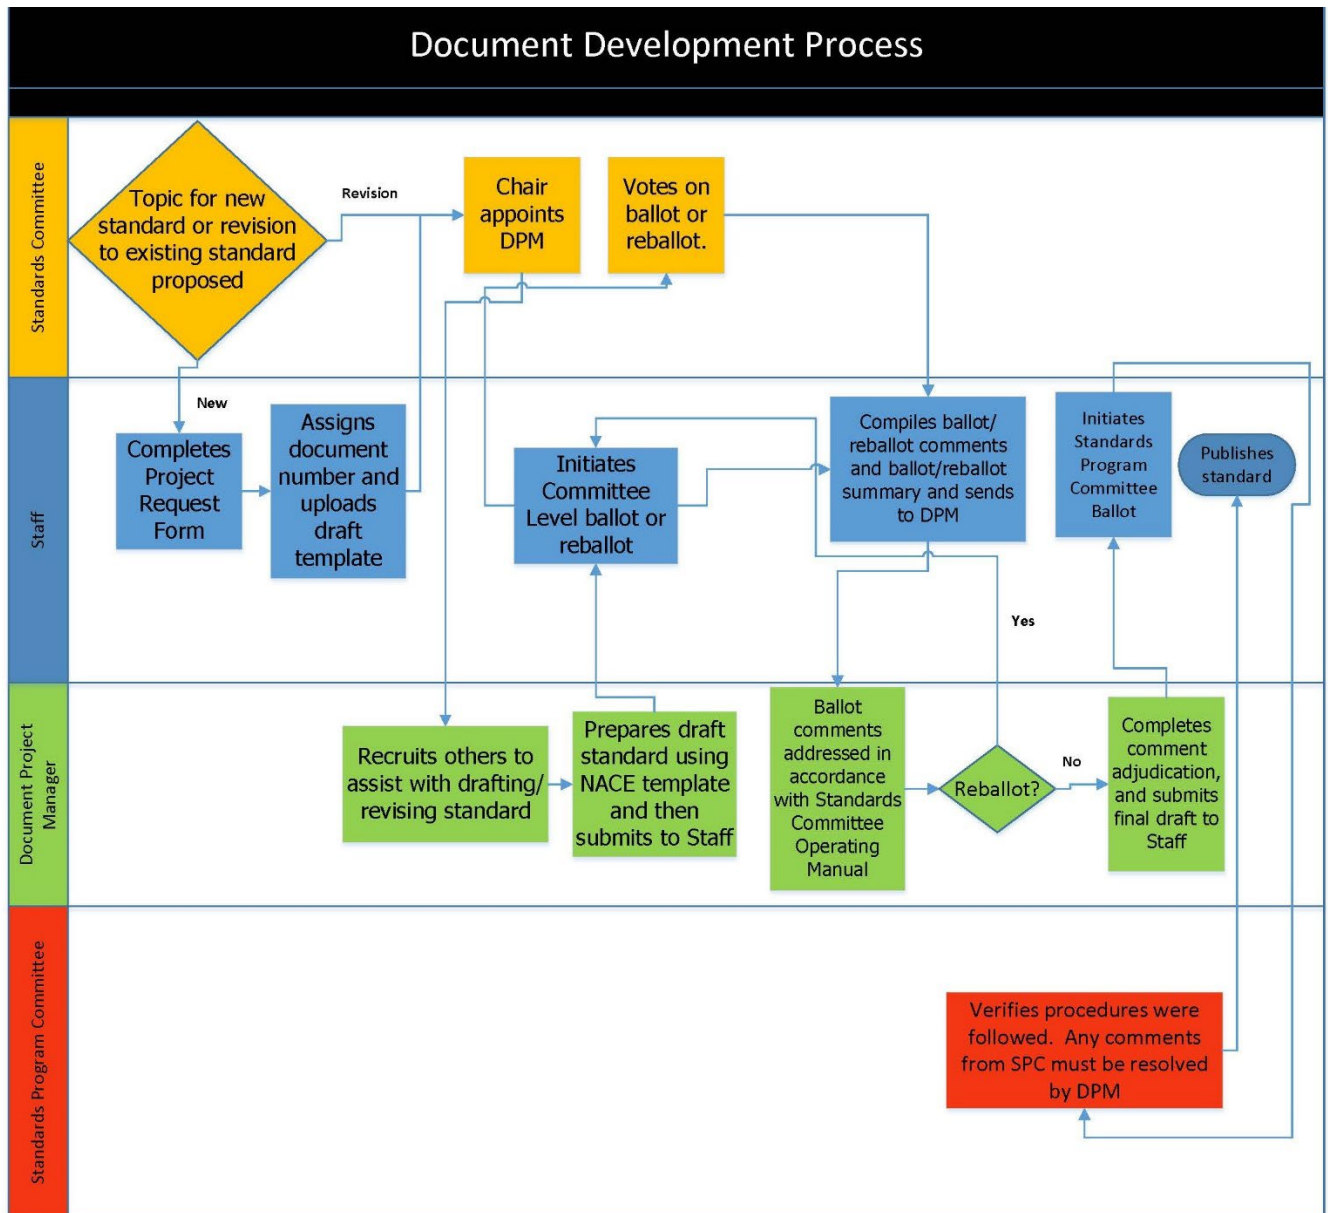 Document Development Process
Standards Committee
Topic for new
standard or revision
to existing standard
proposed
Revision
Chair
appoints
DPM
Votes on
ballot or
reballot.
Staff
New
Completes
Project
Request
Form
Assigns
document
number and
uploads
draft
template
Initiates
Committee
Level ballot or
reballot
Compiles ballot/
reballot comments
and ballot/reballot
summary and sends
to DPM
Initiates
Standards
Program
Committee
Ballot
Publishes
standard
Yes
Document Project
Manager
Recruits others to
assist with drafting/
revising standard
Prepares draft
standard using
NACE template
and then
submits to Staff
Ballot
comments
addressed in
accordance
with Standards
Committee
Operating
Manual
Reballot?
No
Completes
comment
adjudication,
and submits
final draft to
Staff
Standards Program Committee
Verifies procedures were
followed.  Any comments
from SPC must be resolved
by DPM